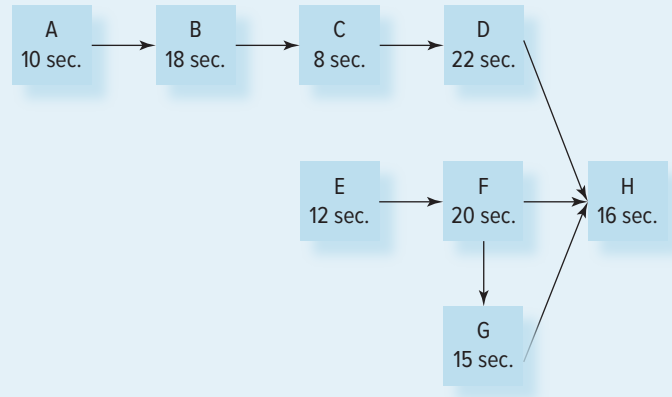 A
10 sec.
B
18 sec.
C
8 sec.
D
22 sec.
E
12 sec.
F
20 sec.
H
16 sec.
G
15 sec.